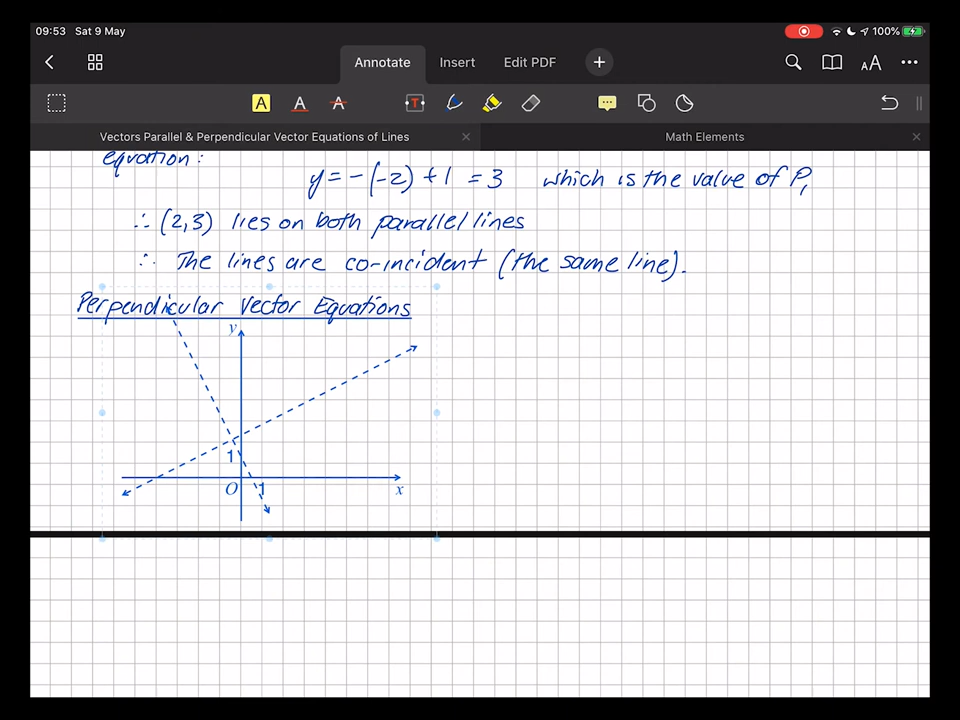 09:53 Sat 9 May 100%
Annotate Insert Edit PDF
Vectors Parallel & Perpendicular Vector Equations of Lines Math Elements
equation:
y = -(-2) + 1 = 3 which is the value of P,
∴ (2,3) lies on both parallel lines
∴ The lines are co-incident (the same line).
Perpendicular Vector Equations
y
1
O 1 x